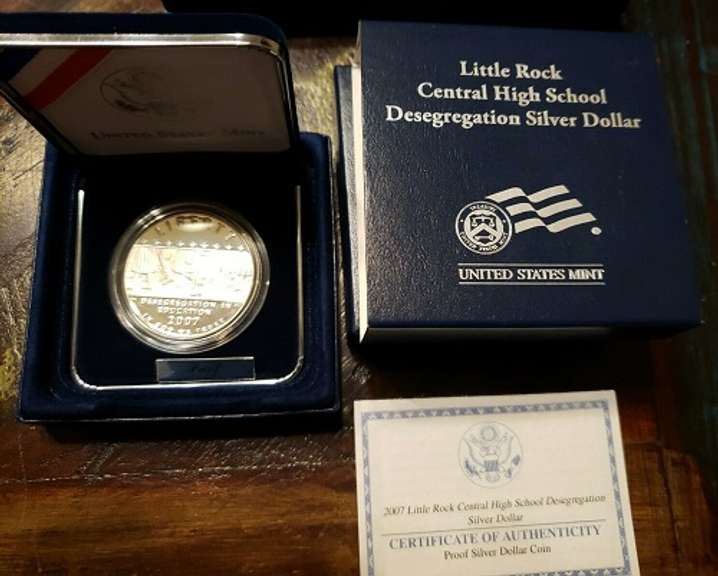 UNITED STATES MINT
LIBERTY
DESEGREGATION IN
EDUCATION
2007
IN GOD WE TRUST
Little Rock
Central High School
Desegregation Silver Dollar
UNITED STATES MINT
2007 Little Rock Central High School Desegregation
Silver Dollar
CERTIFICATE OF AUTHENTICITY
Proof Silver Dollar Coin